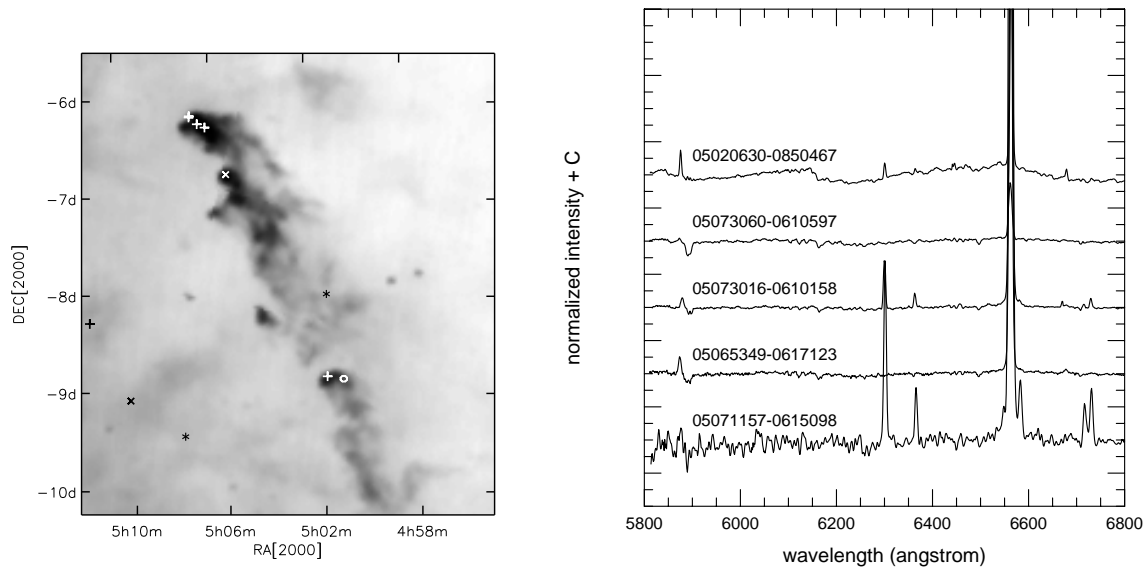 -6d
-7d
-8d
-9d
-10d
DEC[2000]
5h10m
5h06m
5h02m
4h58m
RA[2000]
normalized intensity + C
05020630-0850467
05073060-0610597
05073016-0610158
05065349-0617123
05071157-0615098
5800
6000
6200
6400
6600
6800
wavelength (angstrom)